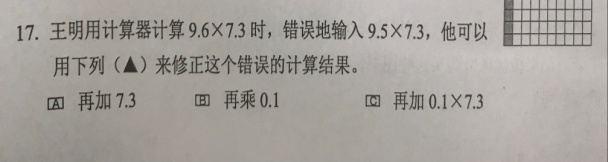 17. 王明用计算器计算 9.6×7.3 时，错误地输入 9.5×7.3，他可以
用下列（▲）来修正这个错误的计算结果。
A 再加 7.3 B 再乘 0.1 C 再加 0.1×7.3